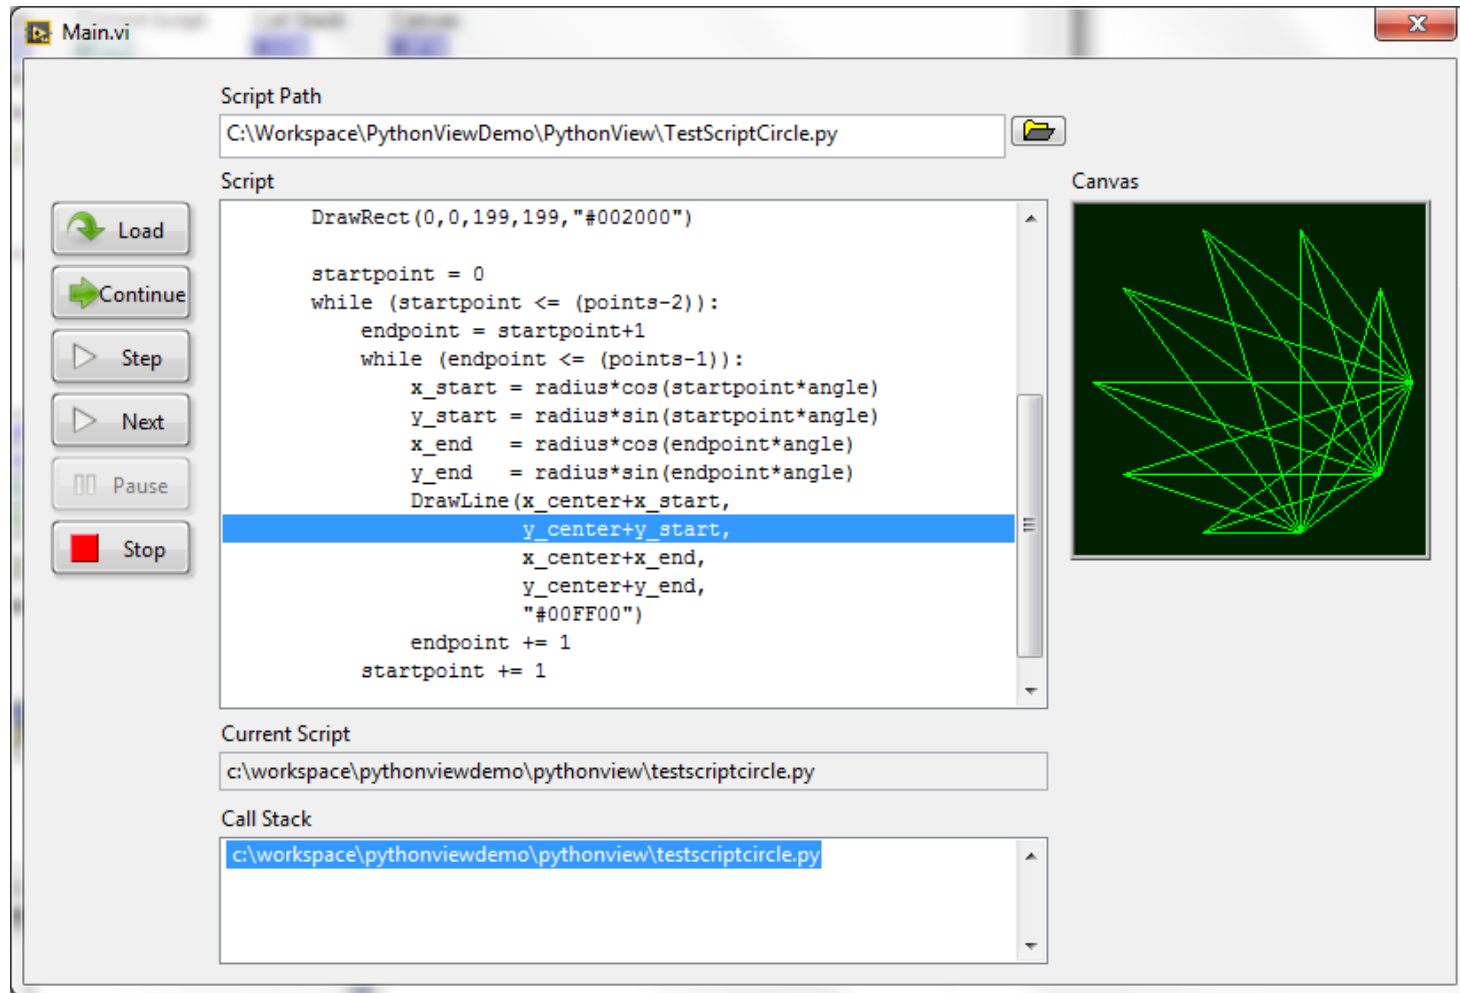 Main.vi
Script Path
C:\Workspace\PythonViewDemo\PythonView\TestScriptCircle.py
Script
Canvas
Load
Continue
Step
Next
Pause
Stop
DrawRect(0,0,199,199,"#002000")
startpoint = 0
while (startpoint <= (points-2)):
endpoint = startpoint+1
while (endpoint <= (points-1)):
x_start = radius*cos(startpoint*angle)
y_start = radius*sin(startpoint*angle)
x_end   = radius*cos(endpoint*angle)
y_end   = radius*sin(endpoint*angle)
DrawLine(x_center+x_start,
y_center+y_start,
x_center+x_end,
y_center+y_end,
"#00FF00")
endpoint += 1
startpoint += 1
Current Script
c:\workspace\pythonviewdemo\pythonview\testscriptcircle.py
Call Stack
c:\workspace\pythonviewdemo\pythonview\testscriptcircle.py